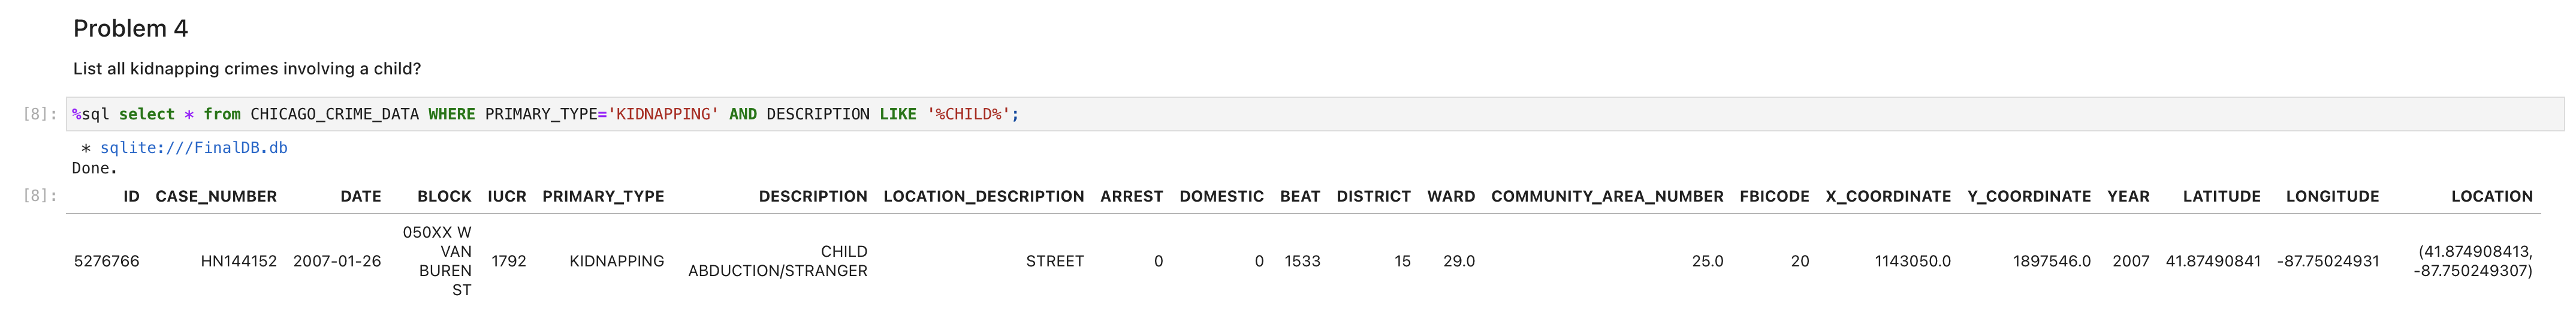 Problem 4
List all kidnapping crimes involving a child?
[8]: %sql select * from CHICAGO_CRIME_DATA WHERE PRIMARY_TYPE='KIDNAPPING' AND DESCRIPTION LIKE '%CHILD%';
* sqlite:///FinalDB.db
Done.
[8]: ID CASE_NUMBER DATE BLOCK IUCR PRIMARY_TYPE DESCRIPTION LOCATION_DESCRIPTION ARREST DOMESTIC BEAT DISTRICT WARD COMMUNITY_AREA_NUMBER FBICODE X_COORDINATE Y_COORDINATE YEAR LATITUDE LONGITUDE LOCATION
5276766 HN144152 2007-01-26 050XX W
VAN
BUREN
ST 1792 KIDNAPPING CHILD
ABDUCTION/STRANGER STREET 0 0 1533 15 29.0 25.0 20 1143050.0 1897546.0 2007 41.87490841 -87.75024931 (41.874908413,
-87.750249307)